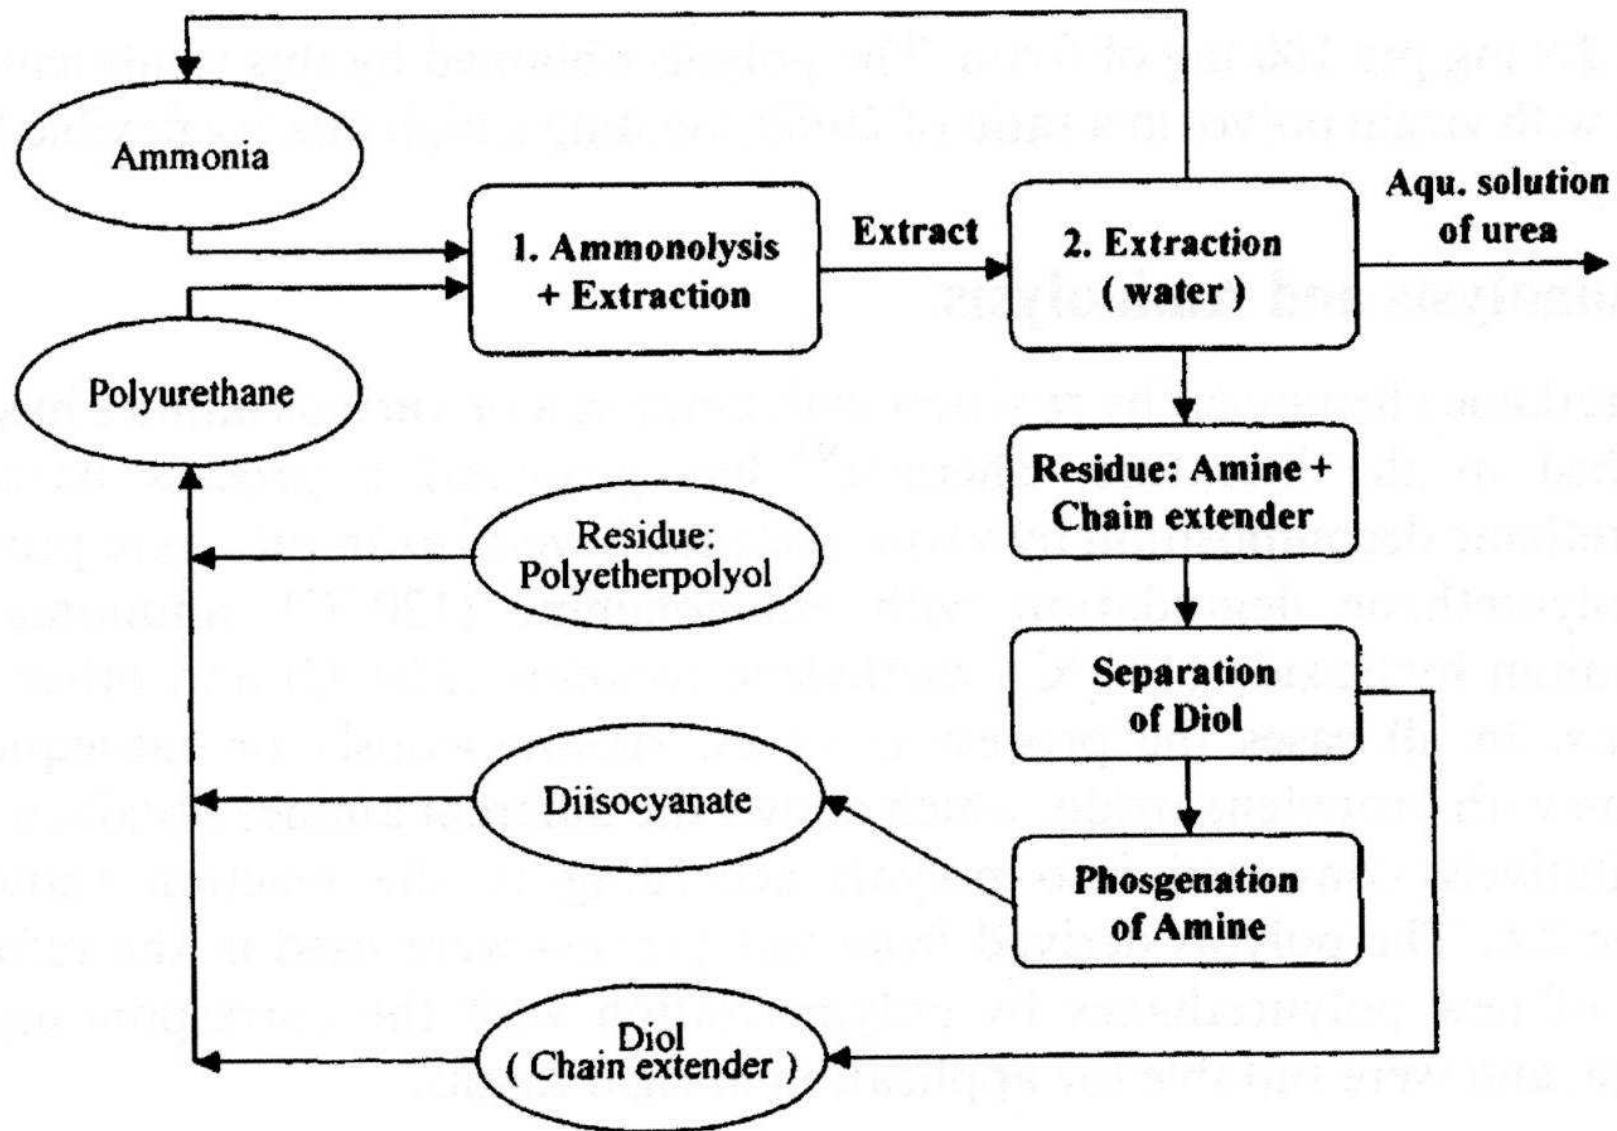 Ammonia
Polyurethane
1. Ammonolysis
+ Extraction
Extract
2. Extraction
( water )
Aqu. solution
of urea
Residue: Amine +
Chain extender
Residue:
Polyetherpolyol
Separation
of Diol
Diisocyanate
Phosgenation
of Amine
Diol
( Chain extender )